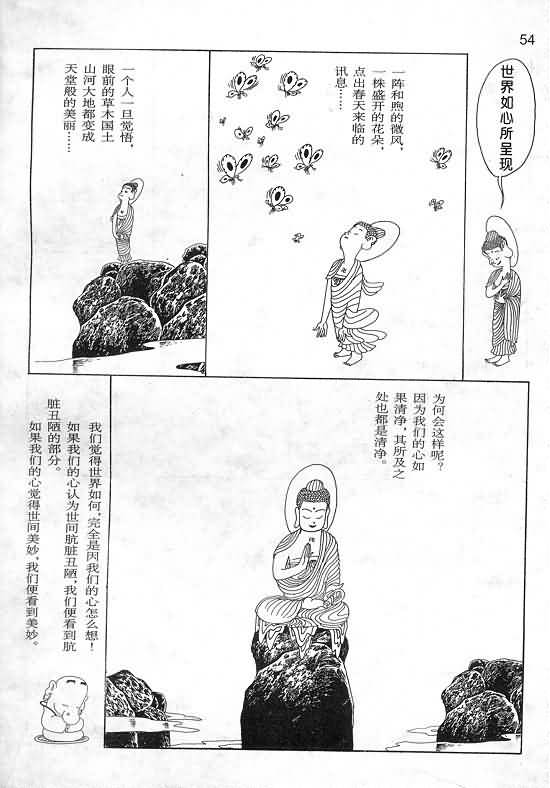 54
世界如心所呈现
一阵和煦的微风，
一株盛开的花朵，
点出春天来临的
讯息……
一个人一旦觉悟，
眼前的草木国土
山河大地都变成
天堂般的美丽……
为何会这样呢？
因为我们的心如
果清净，其所及之
处也都是清净。
我们觉得世界如何，完全是因我们的心怎么想！
如果我们的心认为世间肮脏丑陋，我们便看到肮
脏丑陋的部分。
如果我们的心觉得世间美妙，我们便看到美妙。